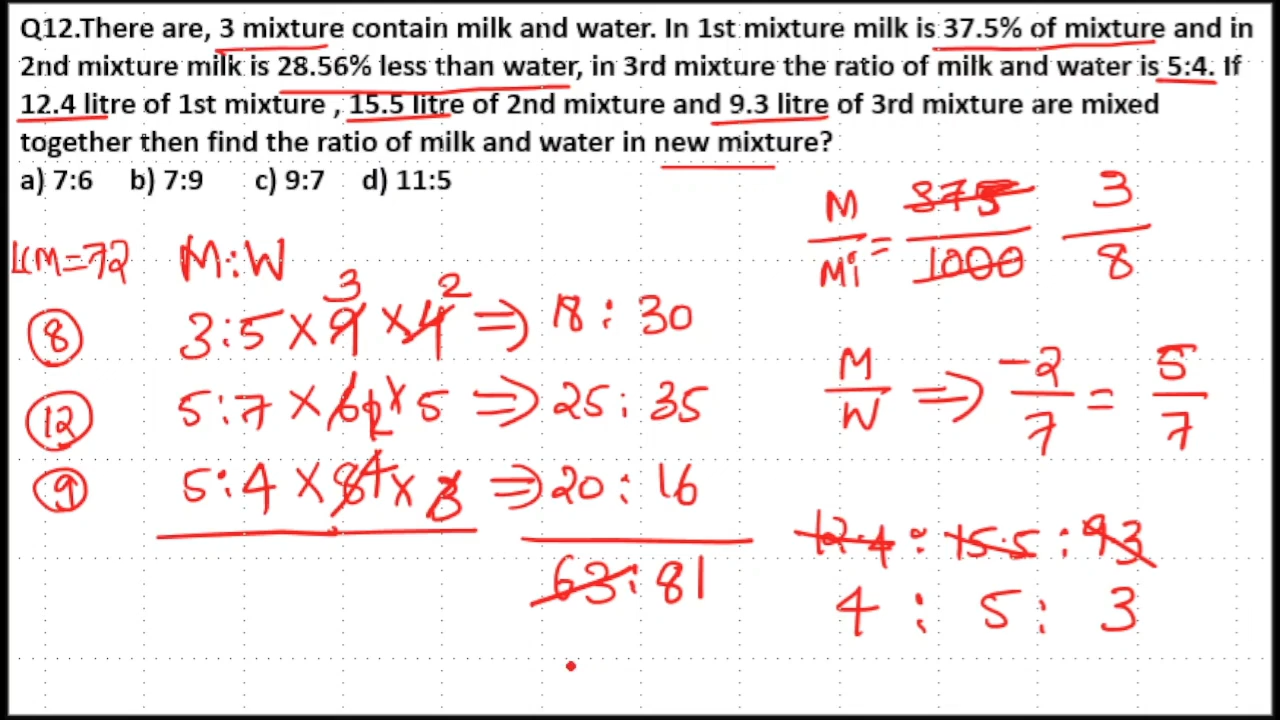 Q12.There are, 3 mixture contain milk and water. In 1st mixture milk is 37.5% of mixture and in
2nd mixture milk is 28.56% less than water, in 3rd mixture the ratio of milk and water is 5:4. If
12.4 litre of 1st mixture , 15.5 litre of 2nd mixture and 9.3 litre of 3rd mixture are mixed
together then find the ratio of milk and water in new mixture?
a) 7:6 b) 7:9 c) 9:7 d) 11:5
M/Mi = 375/1000 3/8
LCM=72 M:W
8 3:5 × 9 3 × 4 2 ⇒ 18 : 30
M/W ⇒ -2/7 = 5/7
12 5:7 × 6 × 5 ⇒ 25 : 35
9 5:4 × 8 4 × 3 ⇒ 20 : 16
12.4 : 15.5 : 93
63 : 81
4 : 5 : 3